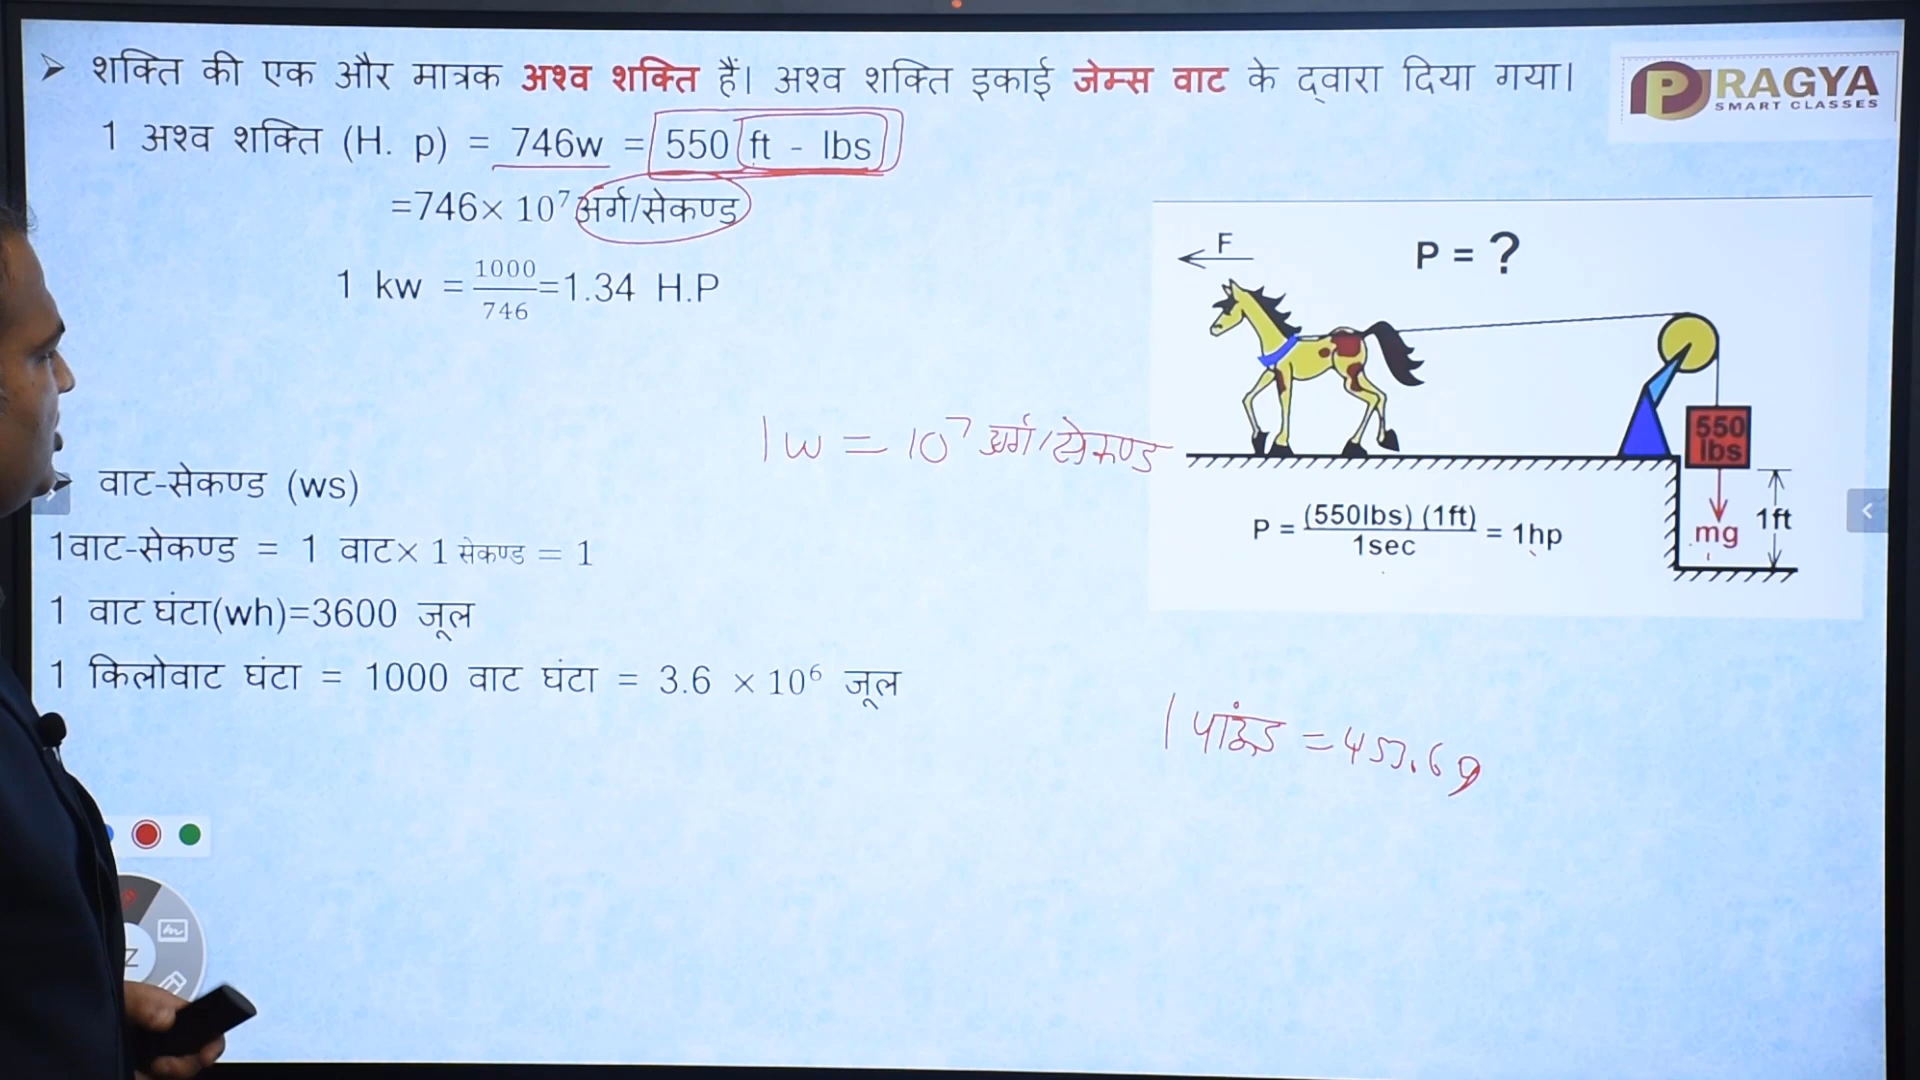 ➢ शक्ति की एक और मात्रक अश्व शक्ति हैं। अश्व शक्ति इकाई जेम्स वाट के द्वारा दिया गया।
PRAGYA
SMART CLASSES
1 अश्व शक्ति (H. p) = 746w = 550 ft - lbs
=746× 10⁷ अर्ग/सेकण्ड
1 kw = 1000/746 =1.34 H.P
F
P = ?
1 w = 10⁷ अर्ग/सेकण्ड
550
lbs
mg
1ft
P = (550lbs) (1ft)/1sec = 1hp
वाट-सेकण्ड (ws)
1वाट-सेकण्ड = 1 वाट× 1 सेकण्ड = 1
1 वाट घंटा(wh)=3600 जूल
1 किलोवाट घंटा = 1000 वाट घंटा = 3.6 × 10⁶ जूल
1 पाउंड = 453.6 g